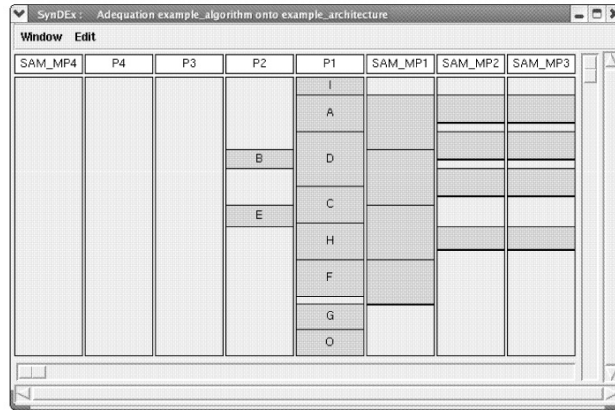 SynDEx : Adequation example_algorithm onto example_architecture
Window Edit
SAM_MP4 P4 P3 P2 P1 SAM_MP1 SAM_MP2 SAM_MP3
I
A
B D
C
E
H
F
G
O